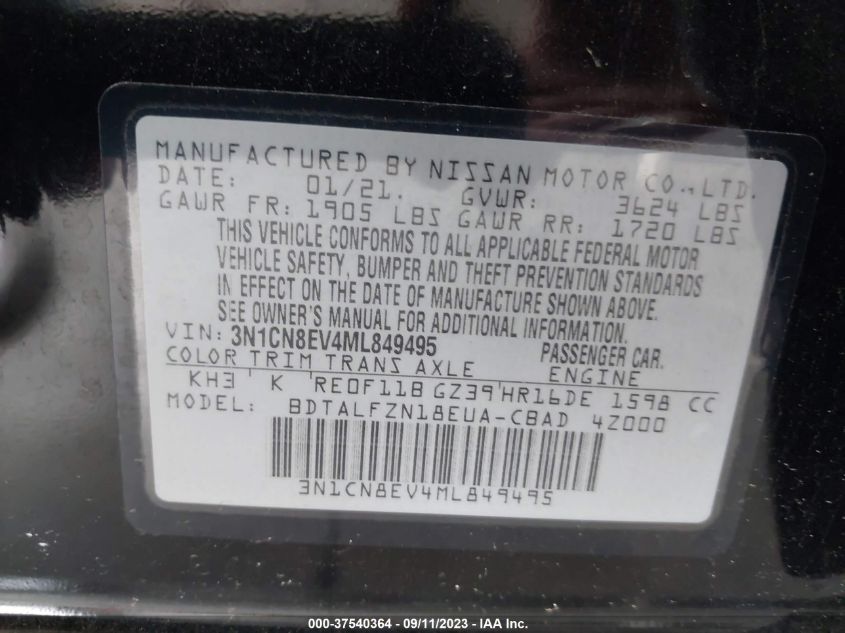 MANUFACTURED BY NISSAN MOTOR CO., LTD.
DATE: 01/21. GVWR: 3624 LBS
GAWR FR: 1905 LBS GAWR RR: 1720 LBS
THIS VEHICLE CONFORMS TO ALL APPLICABLE FEDERAL MOTOR
VEHICLE SAFETY, BUMPER AND THEFT PREVENTION STANDARDS
IN EFFECT ON THE DATE OF MANUFACTURE SHOWN ABOVE.
SEE OWNER'S MANUAL FOR ADDITIONAL INFORMATION.
VIN: 3N1CN8EV4ML849495 PASSENGER CAR.
COLOR TRIM TRANS AXLE ENGINE
KH3 ' K 'RE0F11B GZ39'HR16DE 1598 CC
MODEL: BDTALFZN18EUA-CBAD 4Z000
3N1CN8EV4ML849495
000-37540364 - 09/11/2023 - IAA Inc.